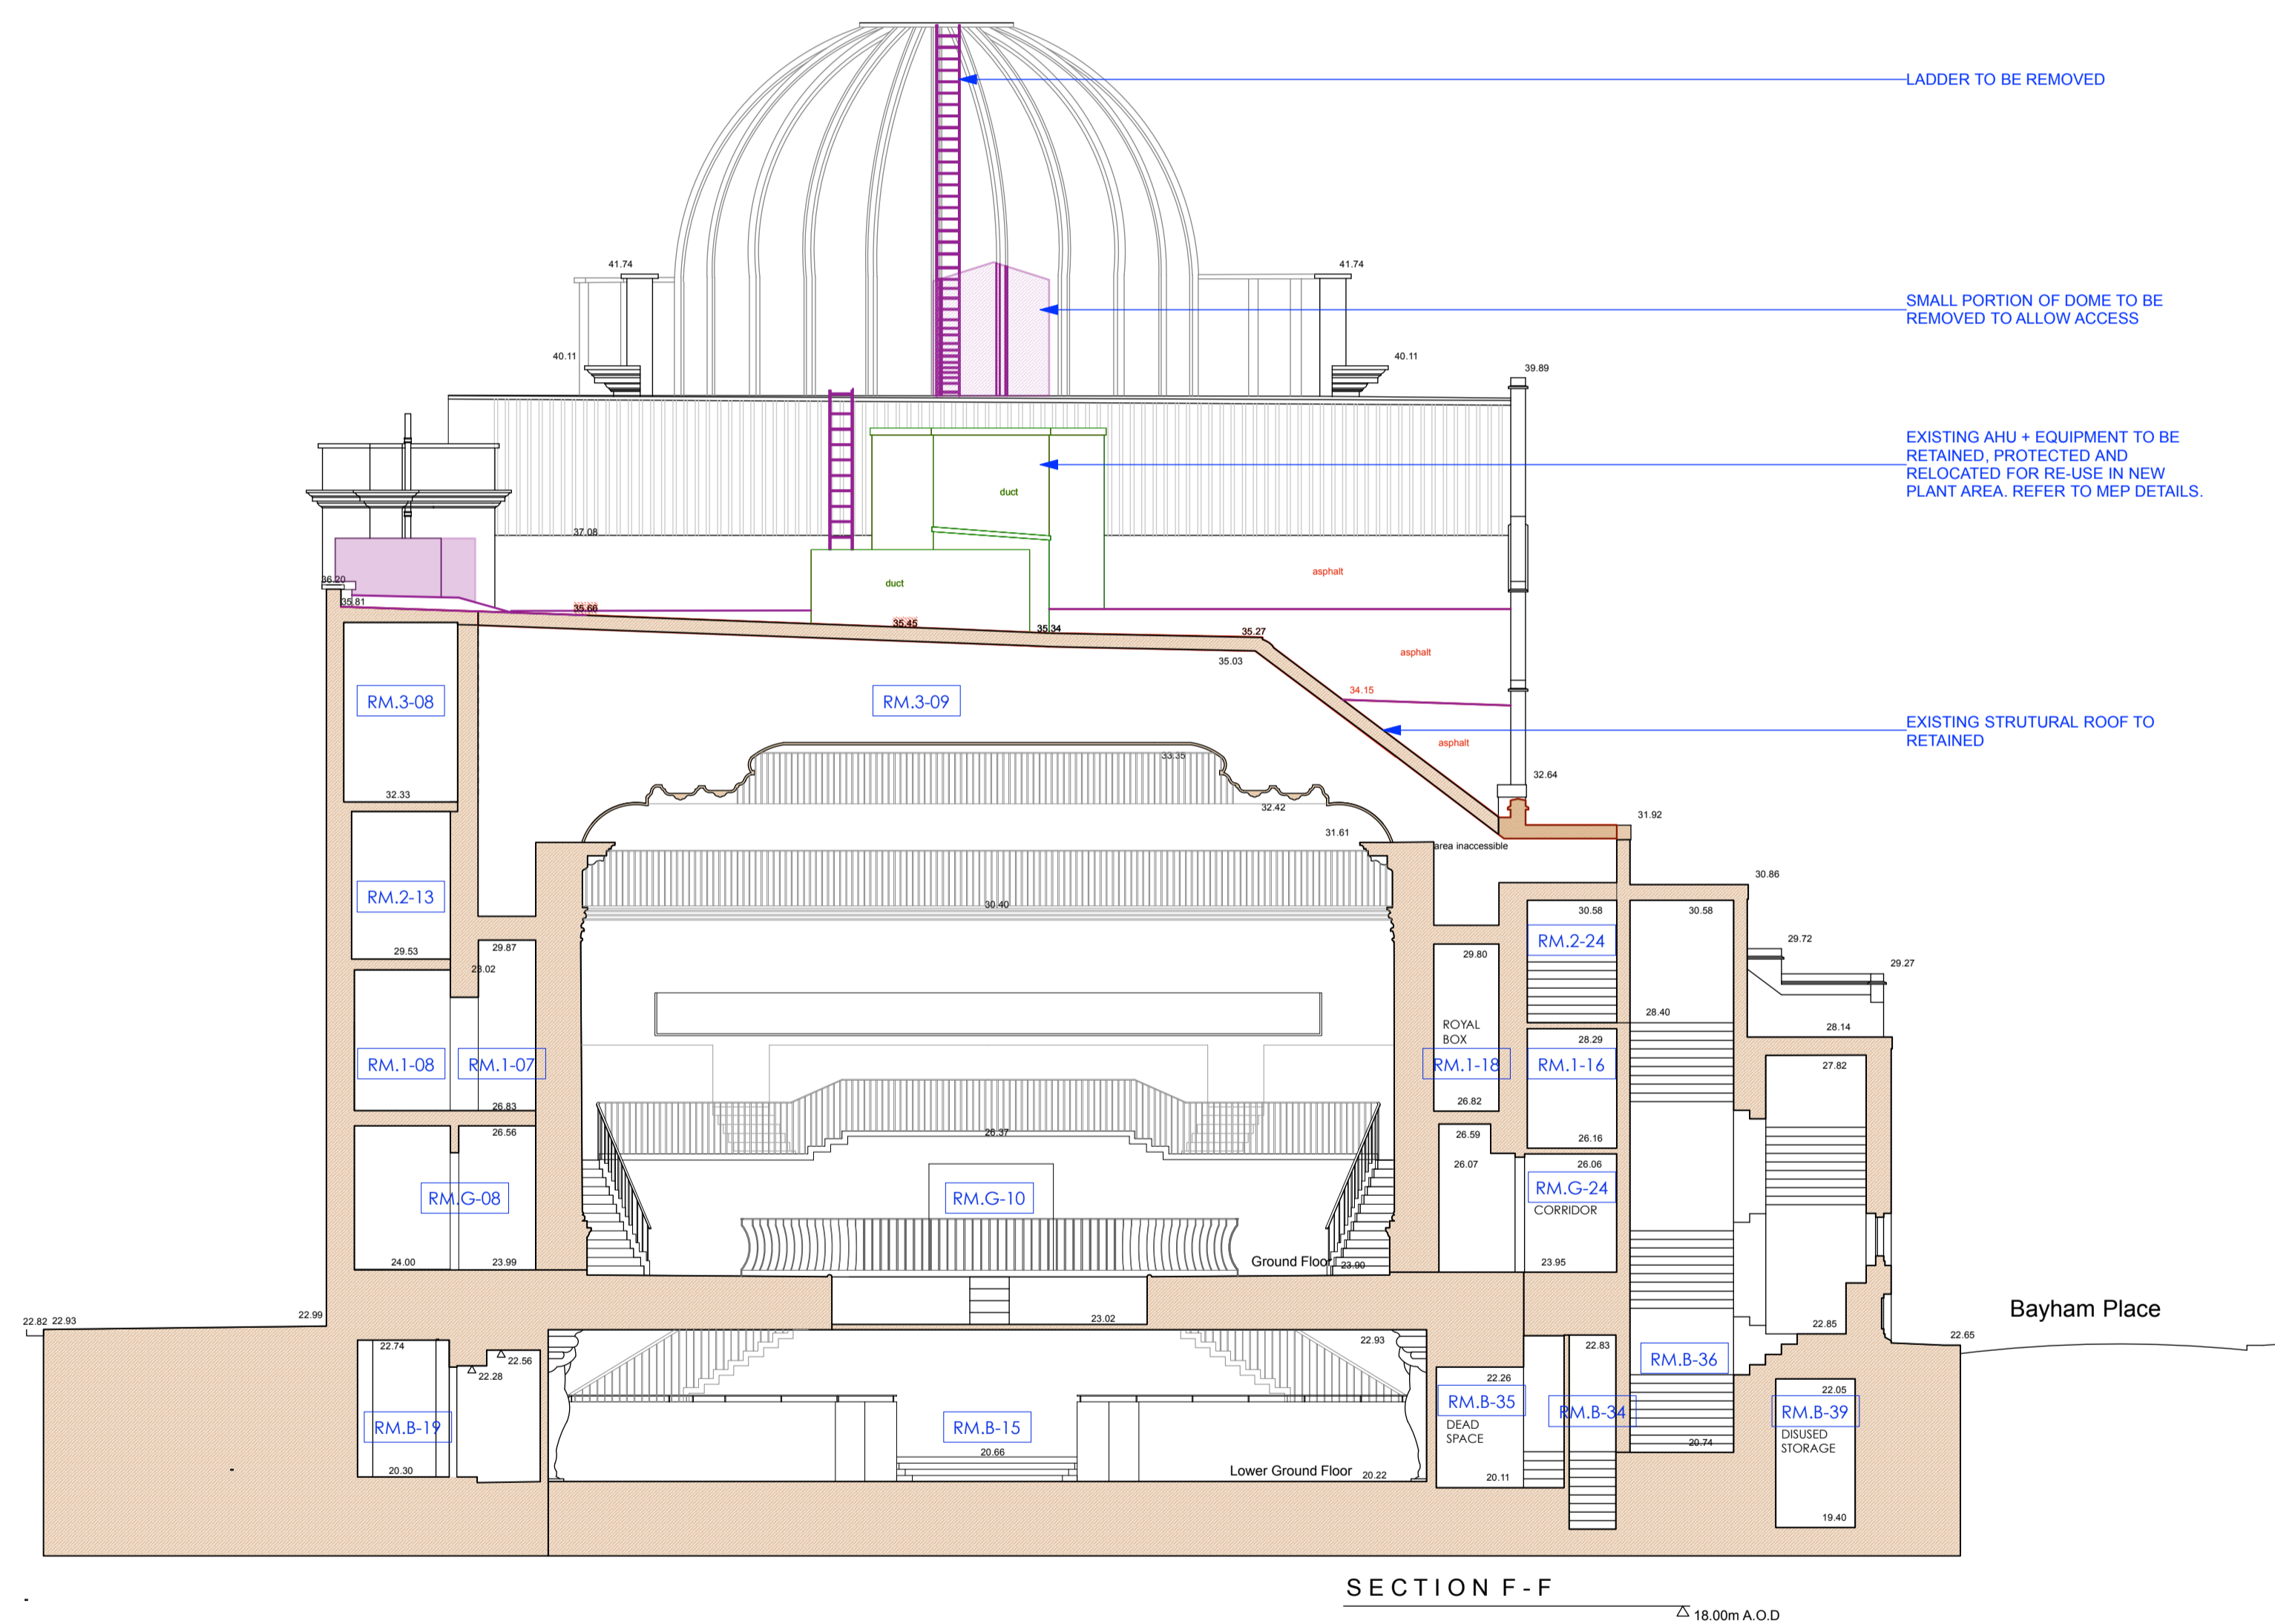 LADDER TO BE REMOVED
41.74
41.74
SMALL PORTION OF DOME TO BE
REMOVED TO ALLOW ACCESS
40.11
40.11
39.89
EXISTING AHU + EQUIPMENT TO BE
RETAINED, PROTECTED AND
RELOCATED FOR RE-USE IN NEW
PLANT AREA. REFER TO MEP DETAILS.
duct
37.08
asphalt
36.20
duct
35.81
35.66
35.45
35.34
35.27
35.03
asphalt
34.15
RM.3-08
RM.3-09
EXISTING STRUTURAL ROOF TO
RETAINED
asphalt
33.35
32.64
32.33
32.42
31.92
31.61
area inaccessible
30.86
RM.2-13
30.40
30.58
30.58
29.72
RM.2-24
29.53
29.87
29.80
29.27
23.02
28.40
ROYAL
BOX
28.14
28.29
RM.1-08
RM.1-07
RM.1-18
RM.1-16
27.82
26.83
26.82
26.56
26.37
26.59
26.16
26.07
26.06
RM.G-08
RM.G-10
RM.G-24
CORRIDOR
24.00
23.99
Ground Floor
23.90
23.95
Bayham Place
22.82
22.93
22.99
23.02
22.85
22.65
22.74
22.56
22.93
22.83
22.28
22.26
RM.B-36
22.05
RM.B-19
RM.B-15
RM.B-35
RM.B-34
RM.B-39
DEAD
SPACE
DISUSED
STORAGE
20.66
20.74
20.30
Lower Ground Floor
20.22
20.11
19.40
SECTION F-F
18.00m A.O.D